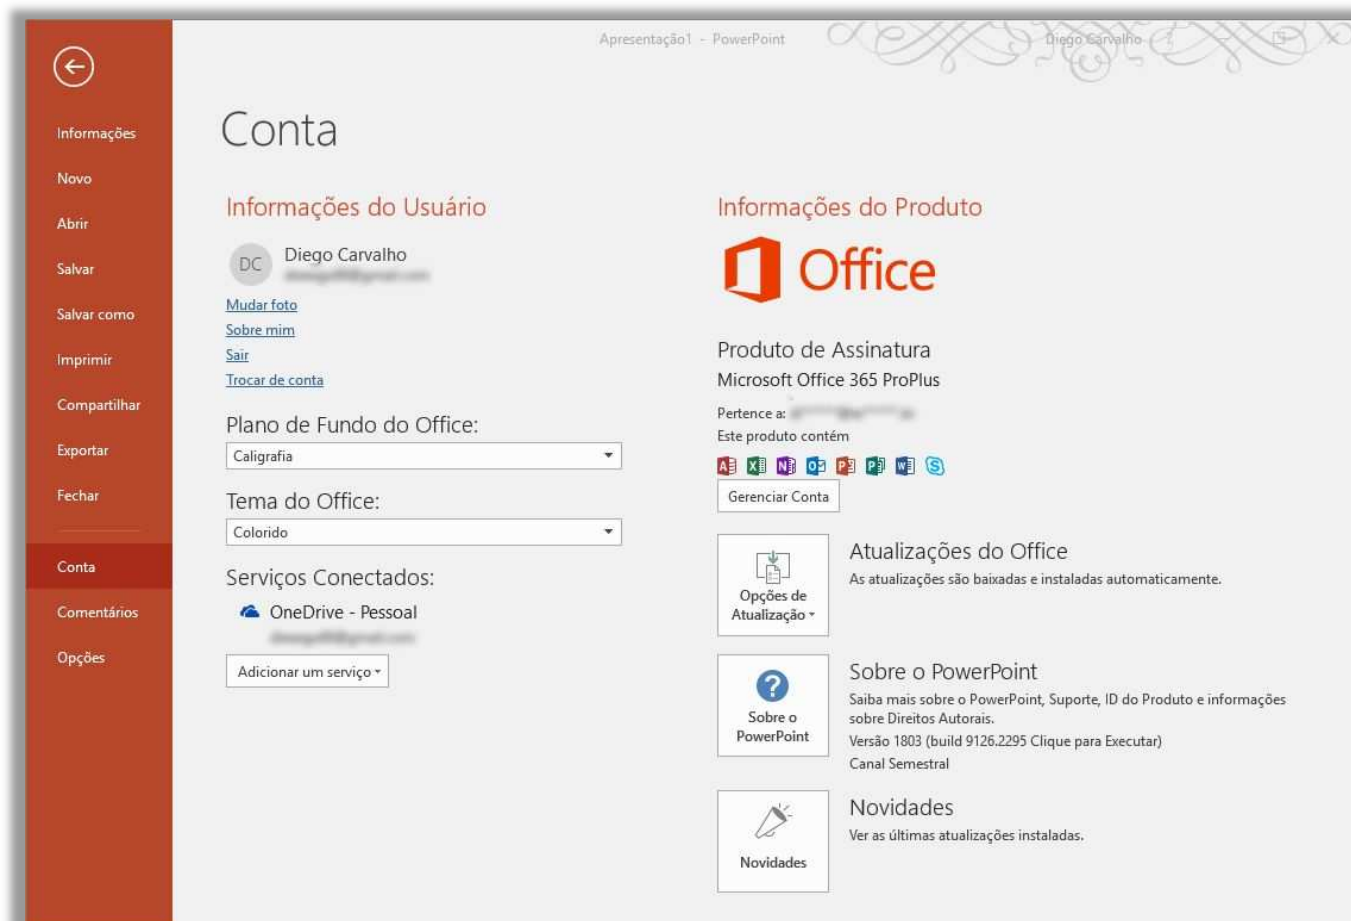 Apresentação1 - PowerPoint
Diego Carvalho
?
Informações
Novo
Abrir
Salvar
Salvar como
Imprimir
Compartilhar
Exportar
Fechar
Conta
Comentários
Opções
Conta
Informações do Usuário
DC
Diego Carvalho
Mudar foto
Sobre mim
Sair
Trocar de conta
Plano de Fundo do Office:
Caligrafia
Tema do Office:
Colorido
Serviços Conectados:
OneDrive - Pessoal
Adicionar um serviço
Informações do Produto
Office
Produto de Assinatura
Microsoft Office 365 ProPlus
Pertence a:
Este produto contém
Gerenciar Conta
Opções de
Atualização
Atualizações do Office
As atualizações são baixadas e instaladas automaticamente.
?
Sobre o
PowerPoint
Sobre o PowerPoint
Saiba mais sobre o PowerPoint, Suporte, ID do Produto e informações
sobre Direitos Autorais.
Versão 1803 (build 9126.2295 Clique para Executar)
Canal Semestral
Novidades
Novidades
Ver as últimas atualizações instaladas.